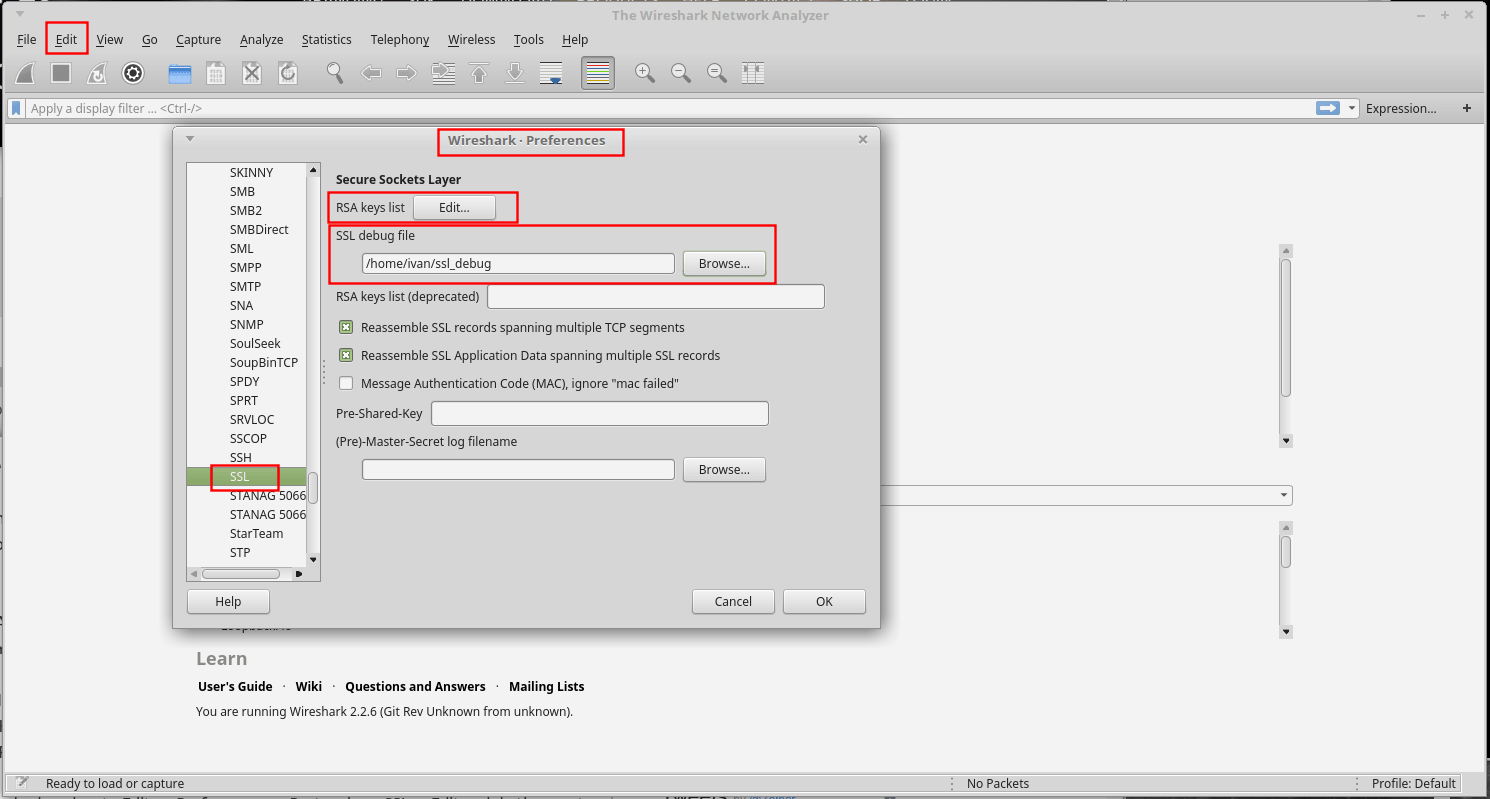 The Wireshark Network Analyzer
File Edit View Go Capture Analyze Statistics Telephony Wireless Tools Help
Apply a display filter ... <Ctrl-/> Expression... +
Wireshark · Preferences
SKINNY
SMB
SMB2
SMBDirect
SML
SMPP
SMTP
SNA
SNMP
SoulSeek
SoupBinTCP
SPDY
SPRT
SRVLOC
SSCOP
SSH
SSL
STANAG 5066
STANAG 5066
StarTeam
STP
Secure Sockets Layer
RSA keys list Edit...
SSL debug file
/home/ivan/ssl_debug Browse...
RSA keys list (deprecated)
Reassemble SSL records spanning multiple TCP segments
Reassemble SSL Application Data spanning multiple SSL records
Message Authentication Code (MAC), ignore "mac failed"
Pre-Shared-Key
(Pre)-Master-Secret log filename
Browse...
Help Cancel OK
Learn
User's Guide · Wiki · Questions and Answers · Mailing Lists
You are running Wireshark 2.2.6 (Git Rev Unknown from unknown).
Ready to load or capture No Packets Profile: Default